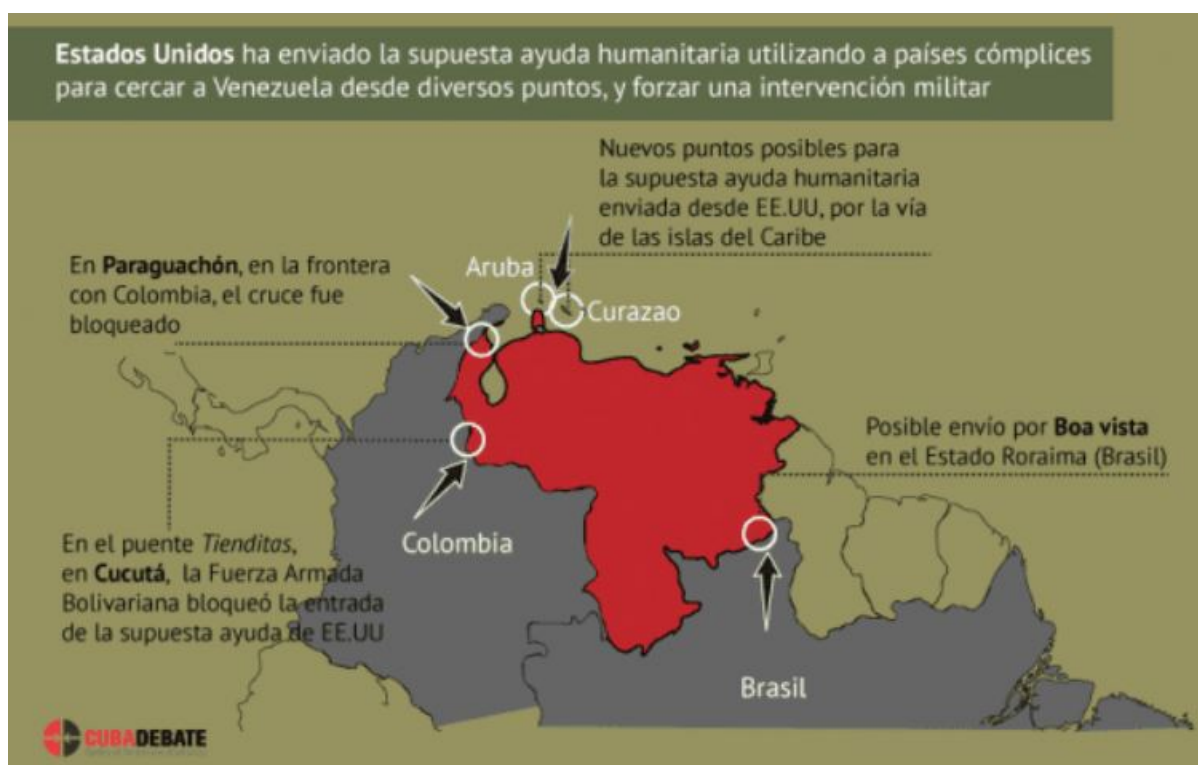 Estados Unidos ha enviado la supuesta ayuda humanitaria utilizando a países cómplices
para cercar a Venezuela desde diversos puntos, y forzar una intervención militar
Nuevos puntos posibles para
la supuesta ayuda humanitaria
enviada desde EE.UU, por la vía
de las islas del Caribe
En Paraguachón, en la frontera
con Colombia, el cruce fue
bloqueado
Aruba
Curazao
Posible envío por Boa vista
en el Estado Roraima (Brasil)
En el puente Tienditas,
en Cucutá, la Fuerza Armada
Bolivariana bloqueó la entrada
de la supuesta ayuda de EE.UU
Colombia
Brasil
CUBADEBATE